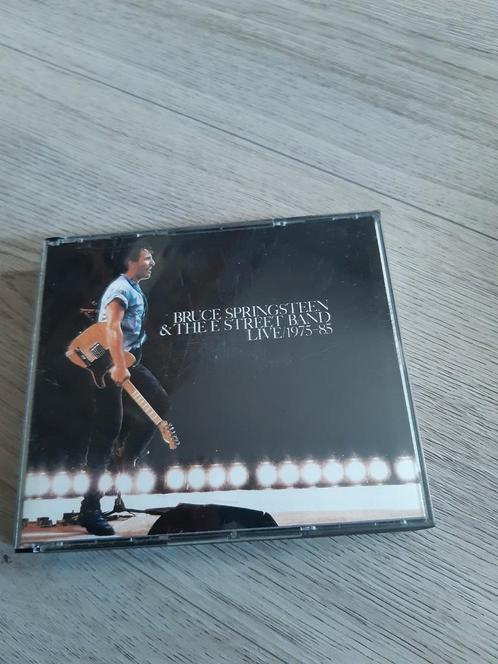 BRUCE SPRINGSTEEN
& THE E STREET BAND
LIVE/1975-85